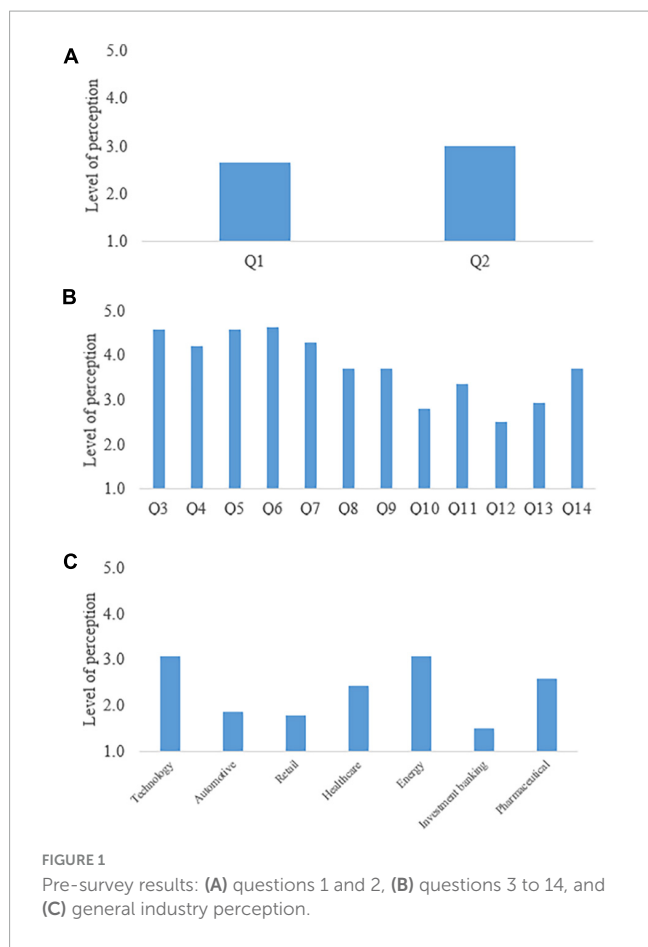 A
5.0
4.0
3.0
2.0
1.0
Level of perception
Q1 Q2
B
5.0
4.0
3.0
2.0
1.0
Level of perception
Q3 Q4 Q5 Q6 Q7 Q8 Q9 Q10 Q11 Q12 Q13 Q14
C
5.0
4.0
3.0
2.0
1.0
Level of perception
Technology Automotive Retail Healthcare Energy Investment banking Pharmaceutical
FIGURE 1
Pre-survey results: (A) questions 1 and 2, (B) questions 3 to 14, and
(C) general industry perception.